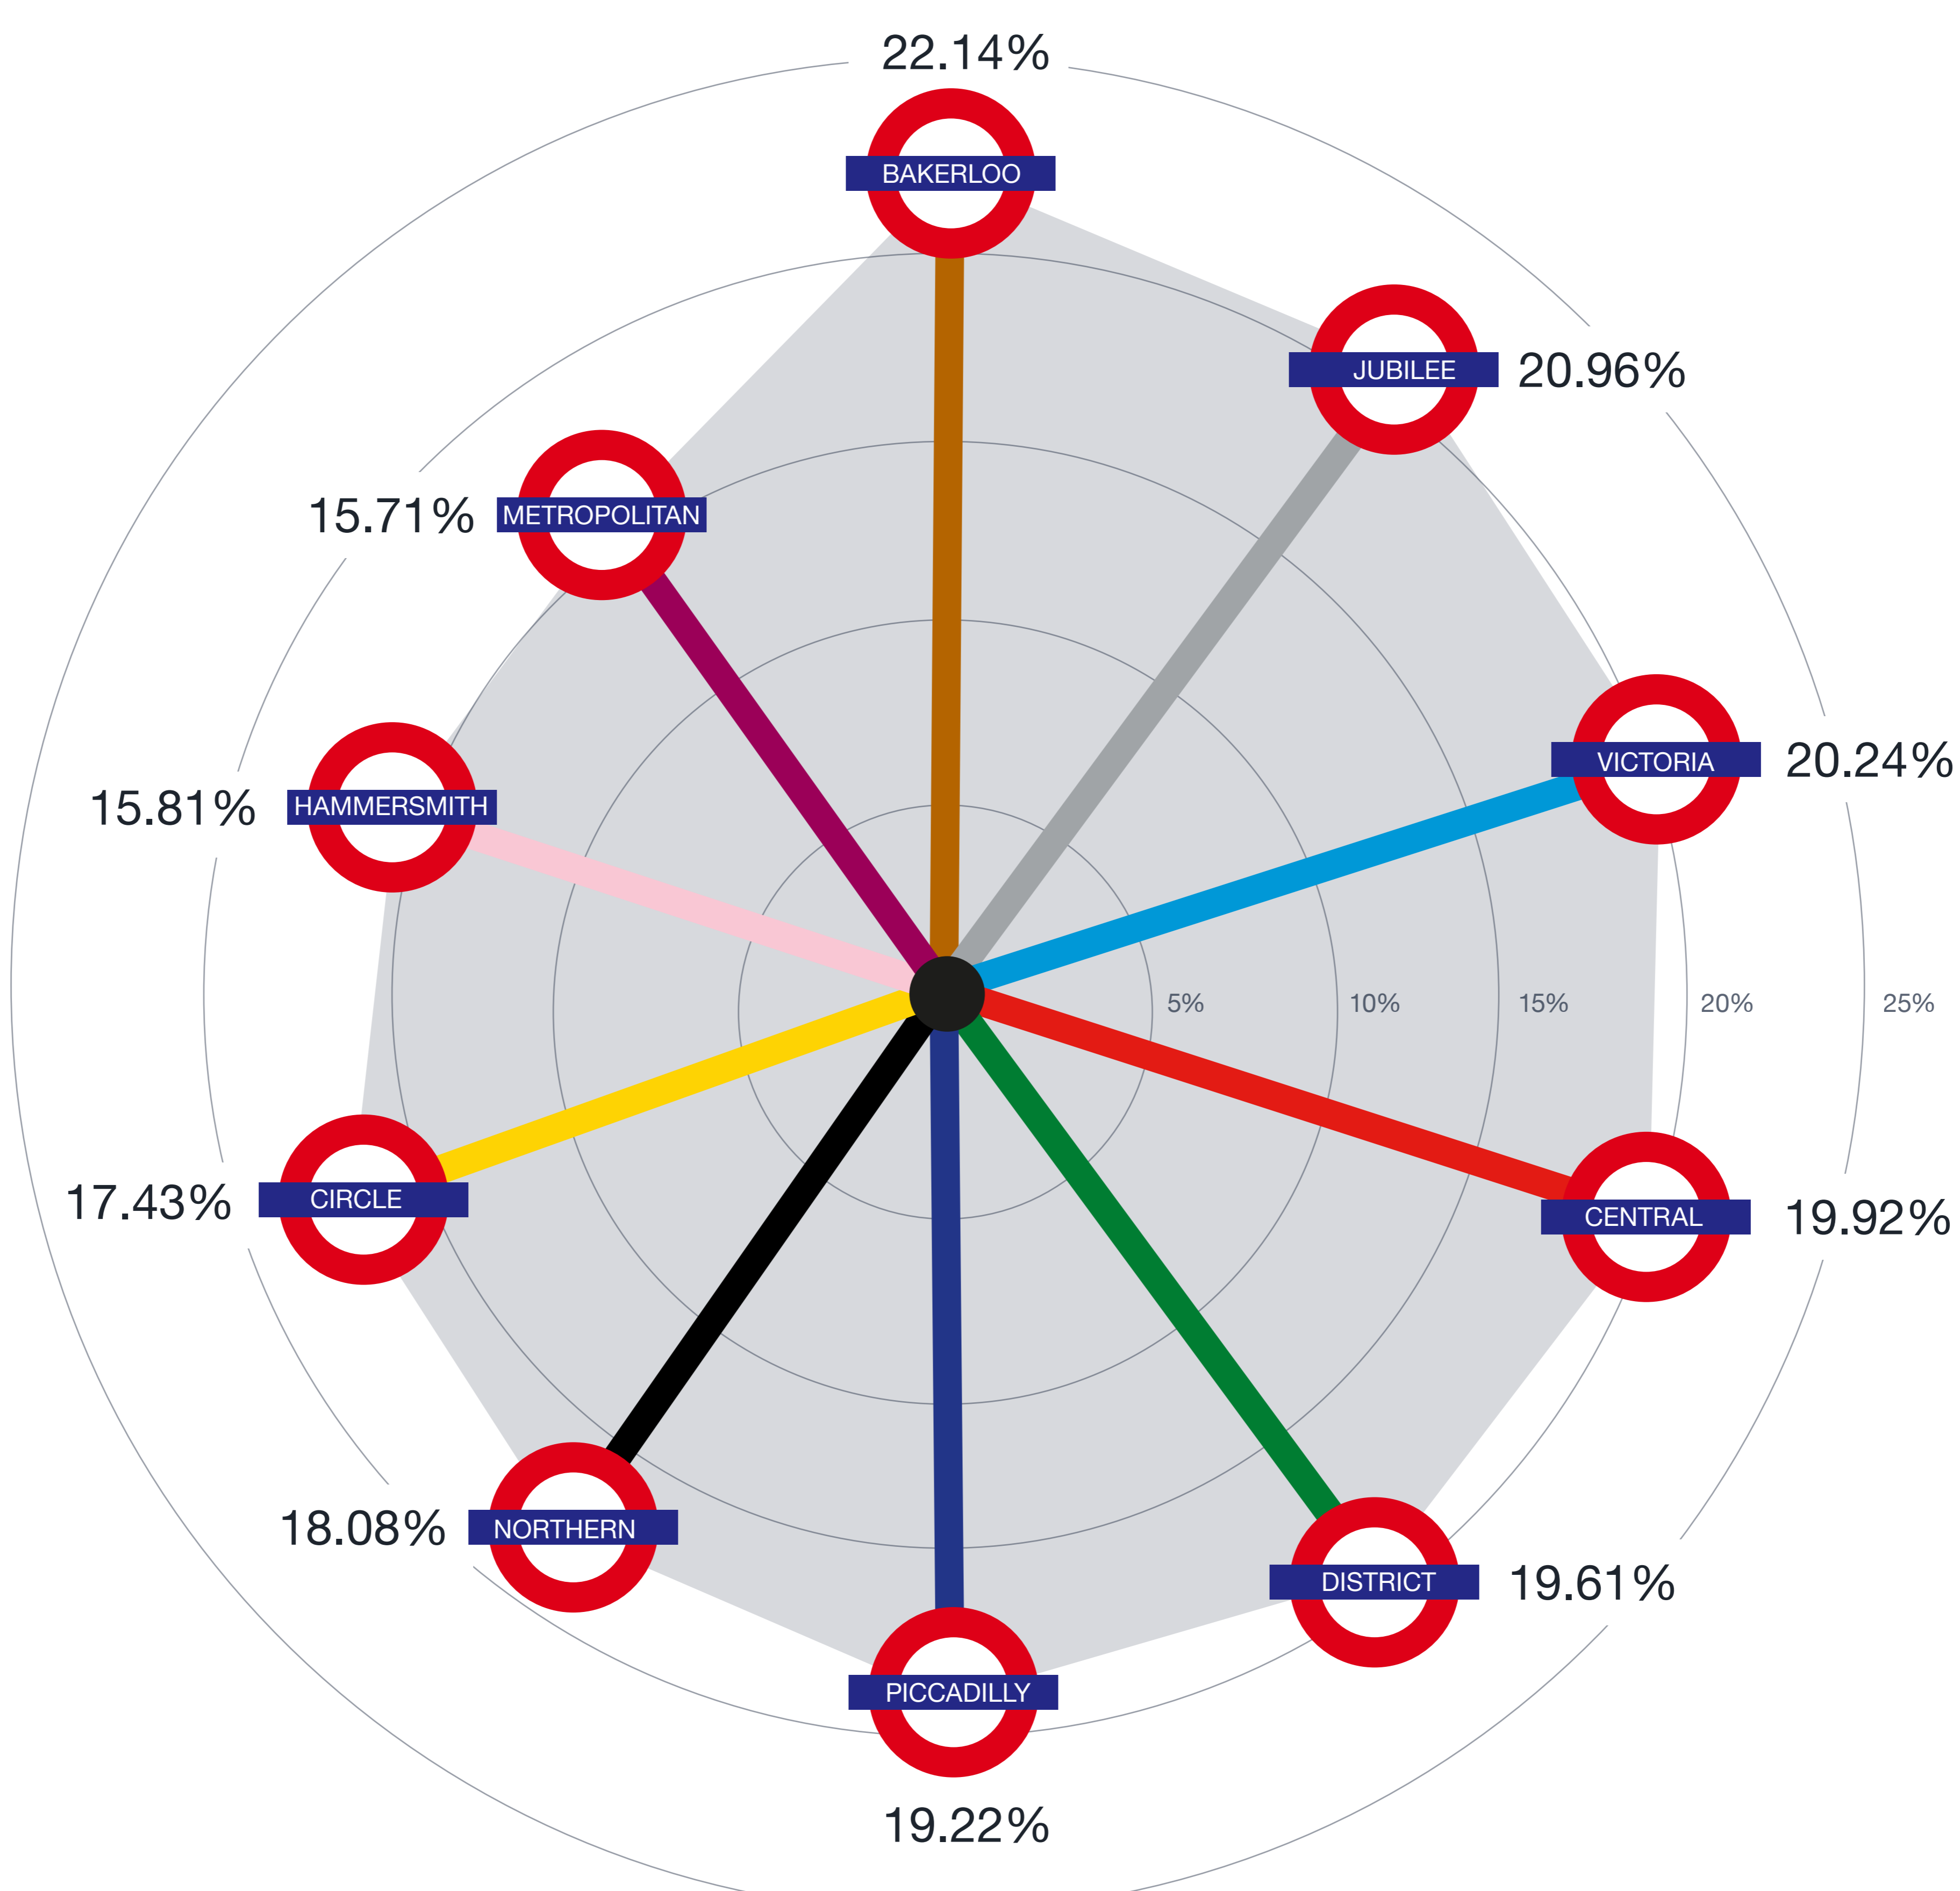 22.14%
BAKERLOO
JUBILEE
20.96%
15.71%
METROPOLITAN
VICTORIA
20.24%
15.81%
HAMMERSMITH
5%
10%
15%
20%
25%
17.43%
CIRCLE
CENTRAL
19.92%
18.08%
NORTHERN
DISTRICT
19.61%
PICCADILLY
19.22%